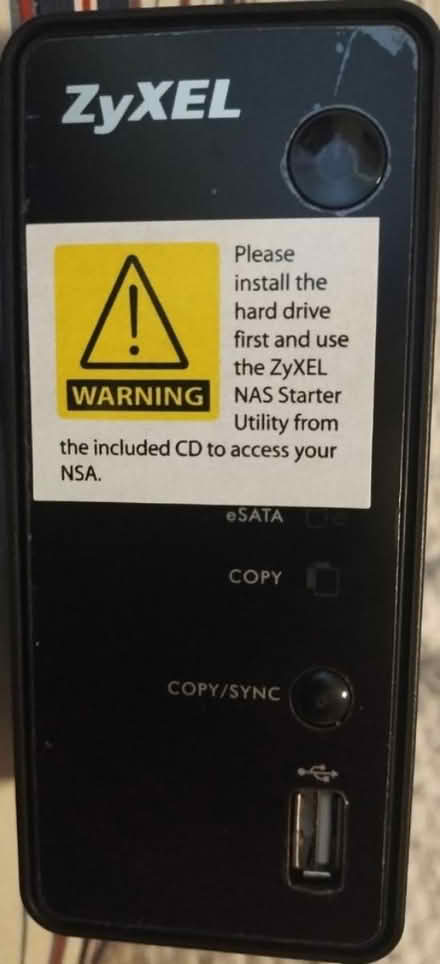 ZyXEL
Please
install the
hard drive
first and use
the ZyXEL
WARNING
NAS Starter
Utility from
the included CD to access your
NSA.
eSATA
COPY
COPY/SYNC